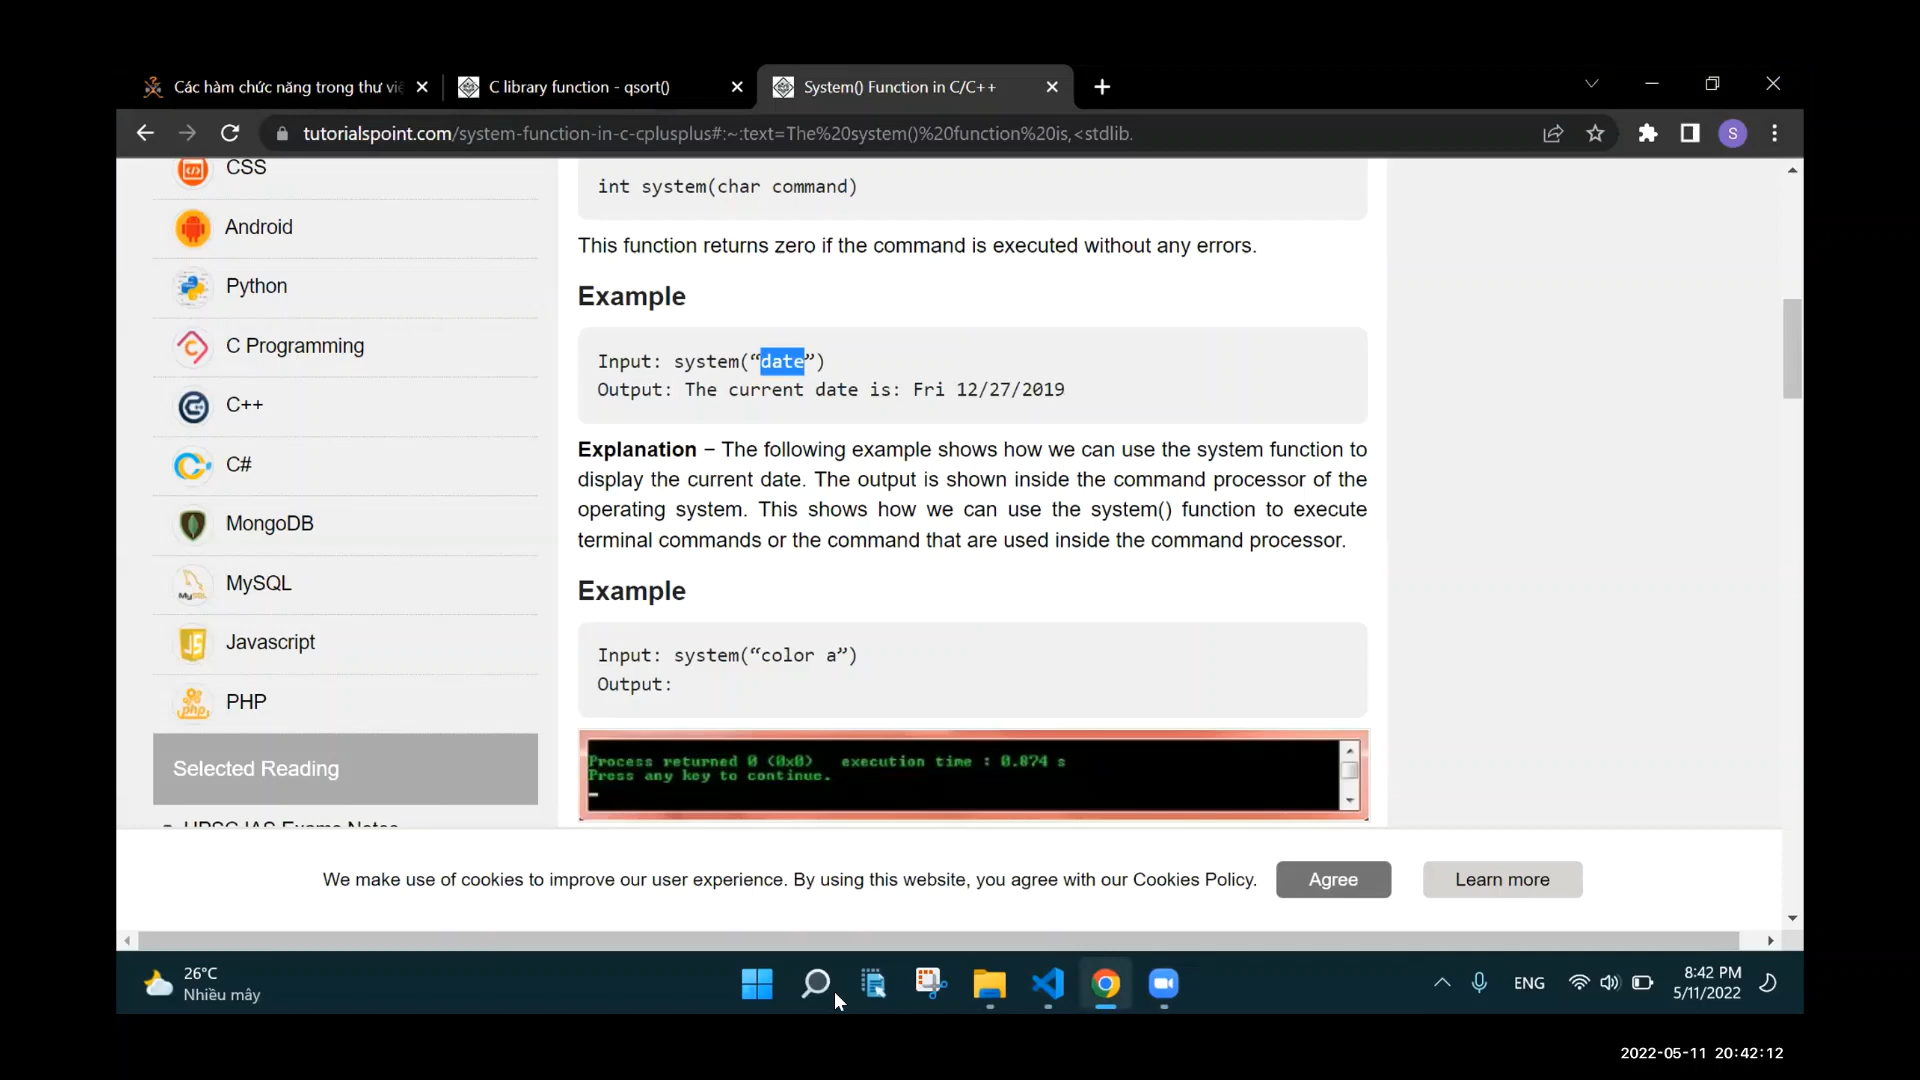 Các hàm chức năng trong thư việ
C library function - qsort()
System() Function in C/C++
tutorialspoint.com/system-function-in-c-cplusplus#:~:text=The%20system()%20function%20is,<stdlib.
S
CSS
Android
Python
C Programming
C++
C#
MongoDB
MySQL
Javascript
PHP
Selected Reading
UPSC IAS Exams Notes
int system(char command)
This function returns zero if the command is executed without any errors.
Example
Input: system(“date”)
Output: The current date is: Fri 12/27/2019
Explanation − The following example shows how we can use the system function to
display the current date. The output is shown inside the command processor of the
operating system. This shows how we can use the system() function to execute
terminal commands or the command that are used inside the command processor.
Example
Input: system(“color a”)
Output:
Process returned 0 (0x0) execution time : 0.874 s
Press any key to continue.
We make use of cookies to improve our user experience. By using this website, you agree with our Cookies Policy.
Agree
Learn more
26°C
Nhiều mây
ENG
8:42 PM
5/11/2022
2022-05-11 20:42:12